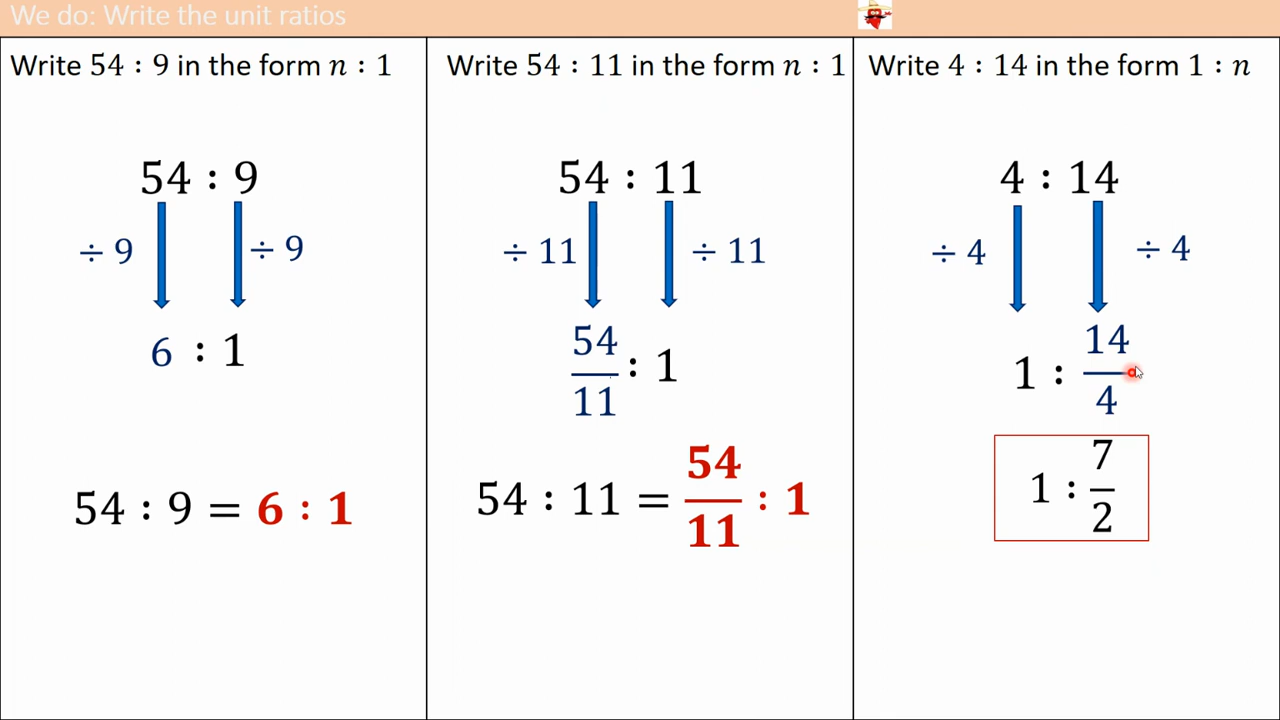 We do: Write the unit ratios
Write 54 : 9 in the form n : 1
54 : 9
÷ 9 ÷ 9
6 : 1
54 : 9 = 6 : 1
Write 54 : 11 in the form n : 1
54 : 11
÷ 11 ÷ 11
54/11 : 1
54 : 11 = 54/11 : 1
Write 4 : 14 in the form 1 : n
4 : 14
÷ 4 ÷ 4
1 : 14/4
1 : 7/2